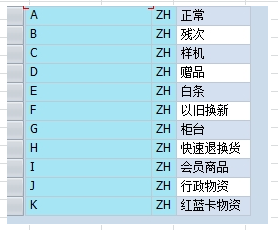 A ZH 正常
B ZH 残次
C ZH 样机
D ZH 赠品
E ZH 白条
F ZH 以旧换新
G ZH 柜台
H ZH 快速退换货
I ZH 会员商品
J ZH 行政物资
K ZH 红蓝卡物资